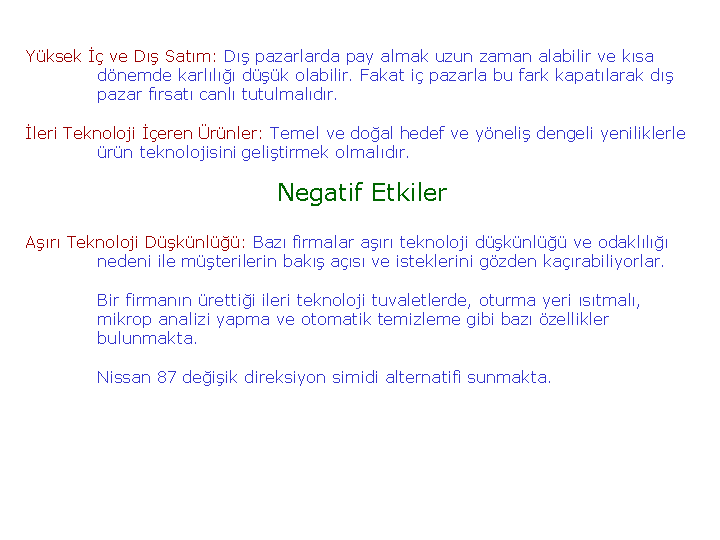 Yüksek İç ve Dış Satım: Dış pazarlarda pay almak uzun zaman alabilir ve kısa
dönemde karlılığı düşük olabilir. Fakat iç pazarla bu fark kapatılarak dış
pazar fırsatı canlı tutulmalıdır.
İleri Teknoloji İçeren Ürünler: Temel ve doğal hedef ve yöneliş dengeli yeniliklerle
ürün teknolojisini geliştirmek olmalıdır.
Negatif Etkiler
Aşırı Teknoloji Düşkünlüğü: Bazı firmalar aşırı teknoloji düşkünlüğü ve odaklılığı
nedeni ile müşterilerin bakış açısı ve isteklerini gözden kaçırabiliyorlar.
Bir firmanın ürettiği ileri teknoloji tuvaletlerde, oturma yeri ısıtmalı,
mikrop analizi yapma ve otomatik temizleme gibi bazı özellikler
bulunmakta.
Nissan 87 değişik direksiyon simidi alternatifi sunmakta.